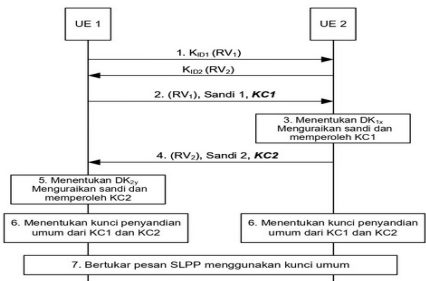 UE 1
UE 2
1. KID1 (RV1)
KID2 (RV2)
2. (RV1), Sandi 1, KC1
3. Menentukan DK1x
Menguraikan sandi dan
memperoleh KC1
4. (RV2), Sandi 2, KC2
5. Menentukan DK2y
Menguraikan sandi dan
memperoleh KC2
6. Menentukan kunci penyandian
umum dari KC1 dan KC2
6. Menentukan kunci penyandian
umum dari KC1 dan KC2
7. Bertukar pesan SLPP menggunakan kunci umum